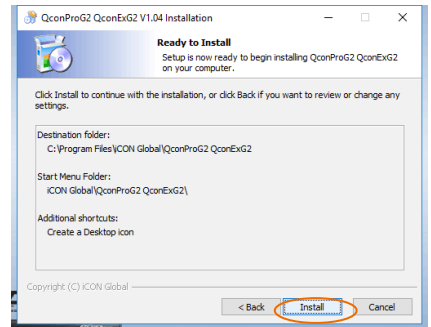 QconProG2 QconExG2 V1.04 Installation
Ready to Install
Setup is now ready to begin installing QconProG2 QconExG2
on your computer.
Click Install to continue with the installation, or click Back if you want to review or change any
settings.
Destination folder:
C:\Program Files\iCON Global\QconProG2 QconExG2
Start Menu Folder:
iCON Global\QconProG2 QconExG2\
Additional shortcuts:
Create a Desktop icon
Copyright (C) iCON Global
< Back Install Cancel